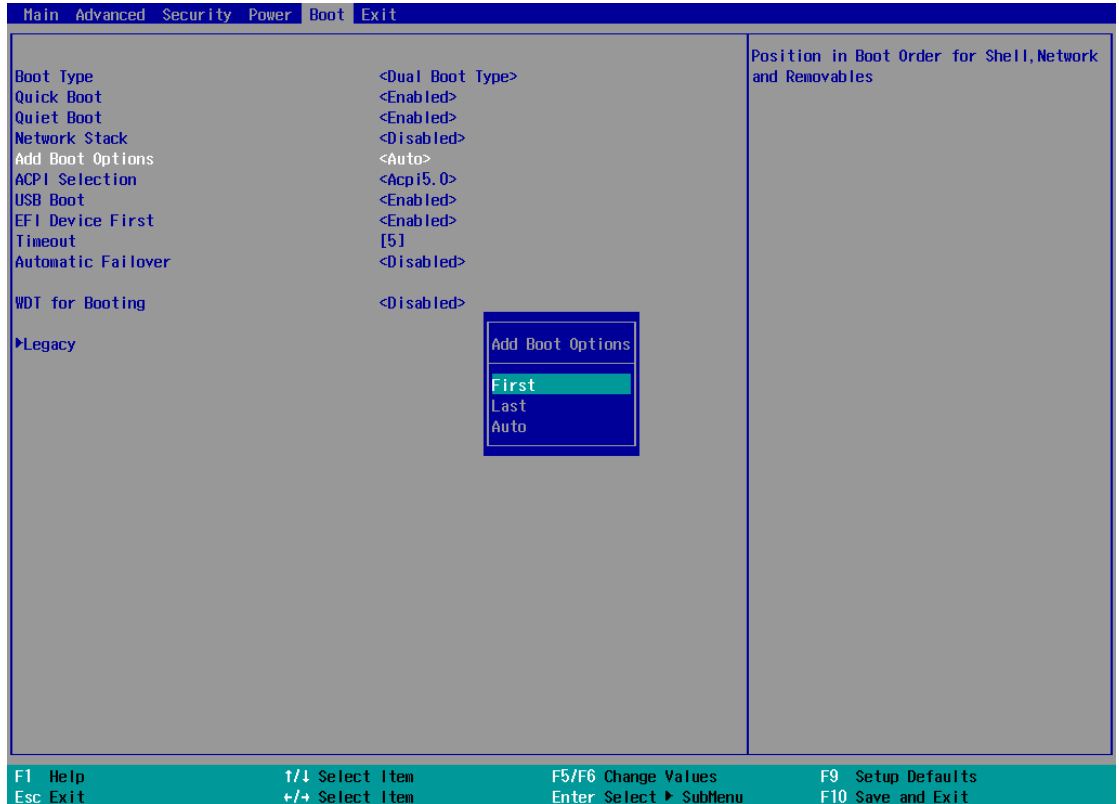 Main Advanced Security Power Boot Exit
Position in Boot Order for Shell,Network
and Removables
Boot Type <Dual Boot Type>
Quick Boot <Enabled>
Quiet Boot <Enabled>
Network Stack <Disabled>
Add Boot Options <Auto>
ACPI Selection <Acpi5.0>
USB Boot <Enabled>
EFI Device First <Enabled>
Timeout [5]
Automatic Failover <Disabled>
WDT for Booting <Disabled>
▶Legacy
Add Boot Options
First
Last
Auto
F1 Help ↑/↓ Select Item F5/F6 Change Values F9 Setup Defaults
Esc Exit ←/→ Select Item Enter Select ▶ SubMenu F10 Save and Exit